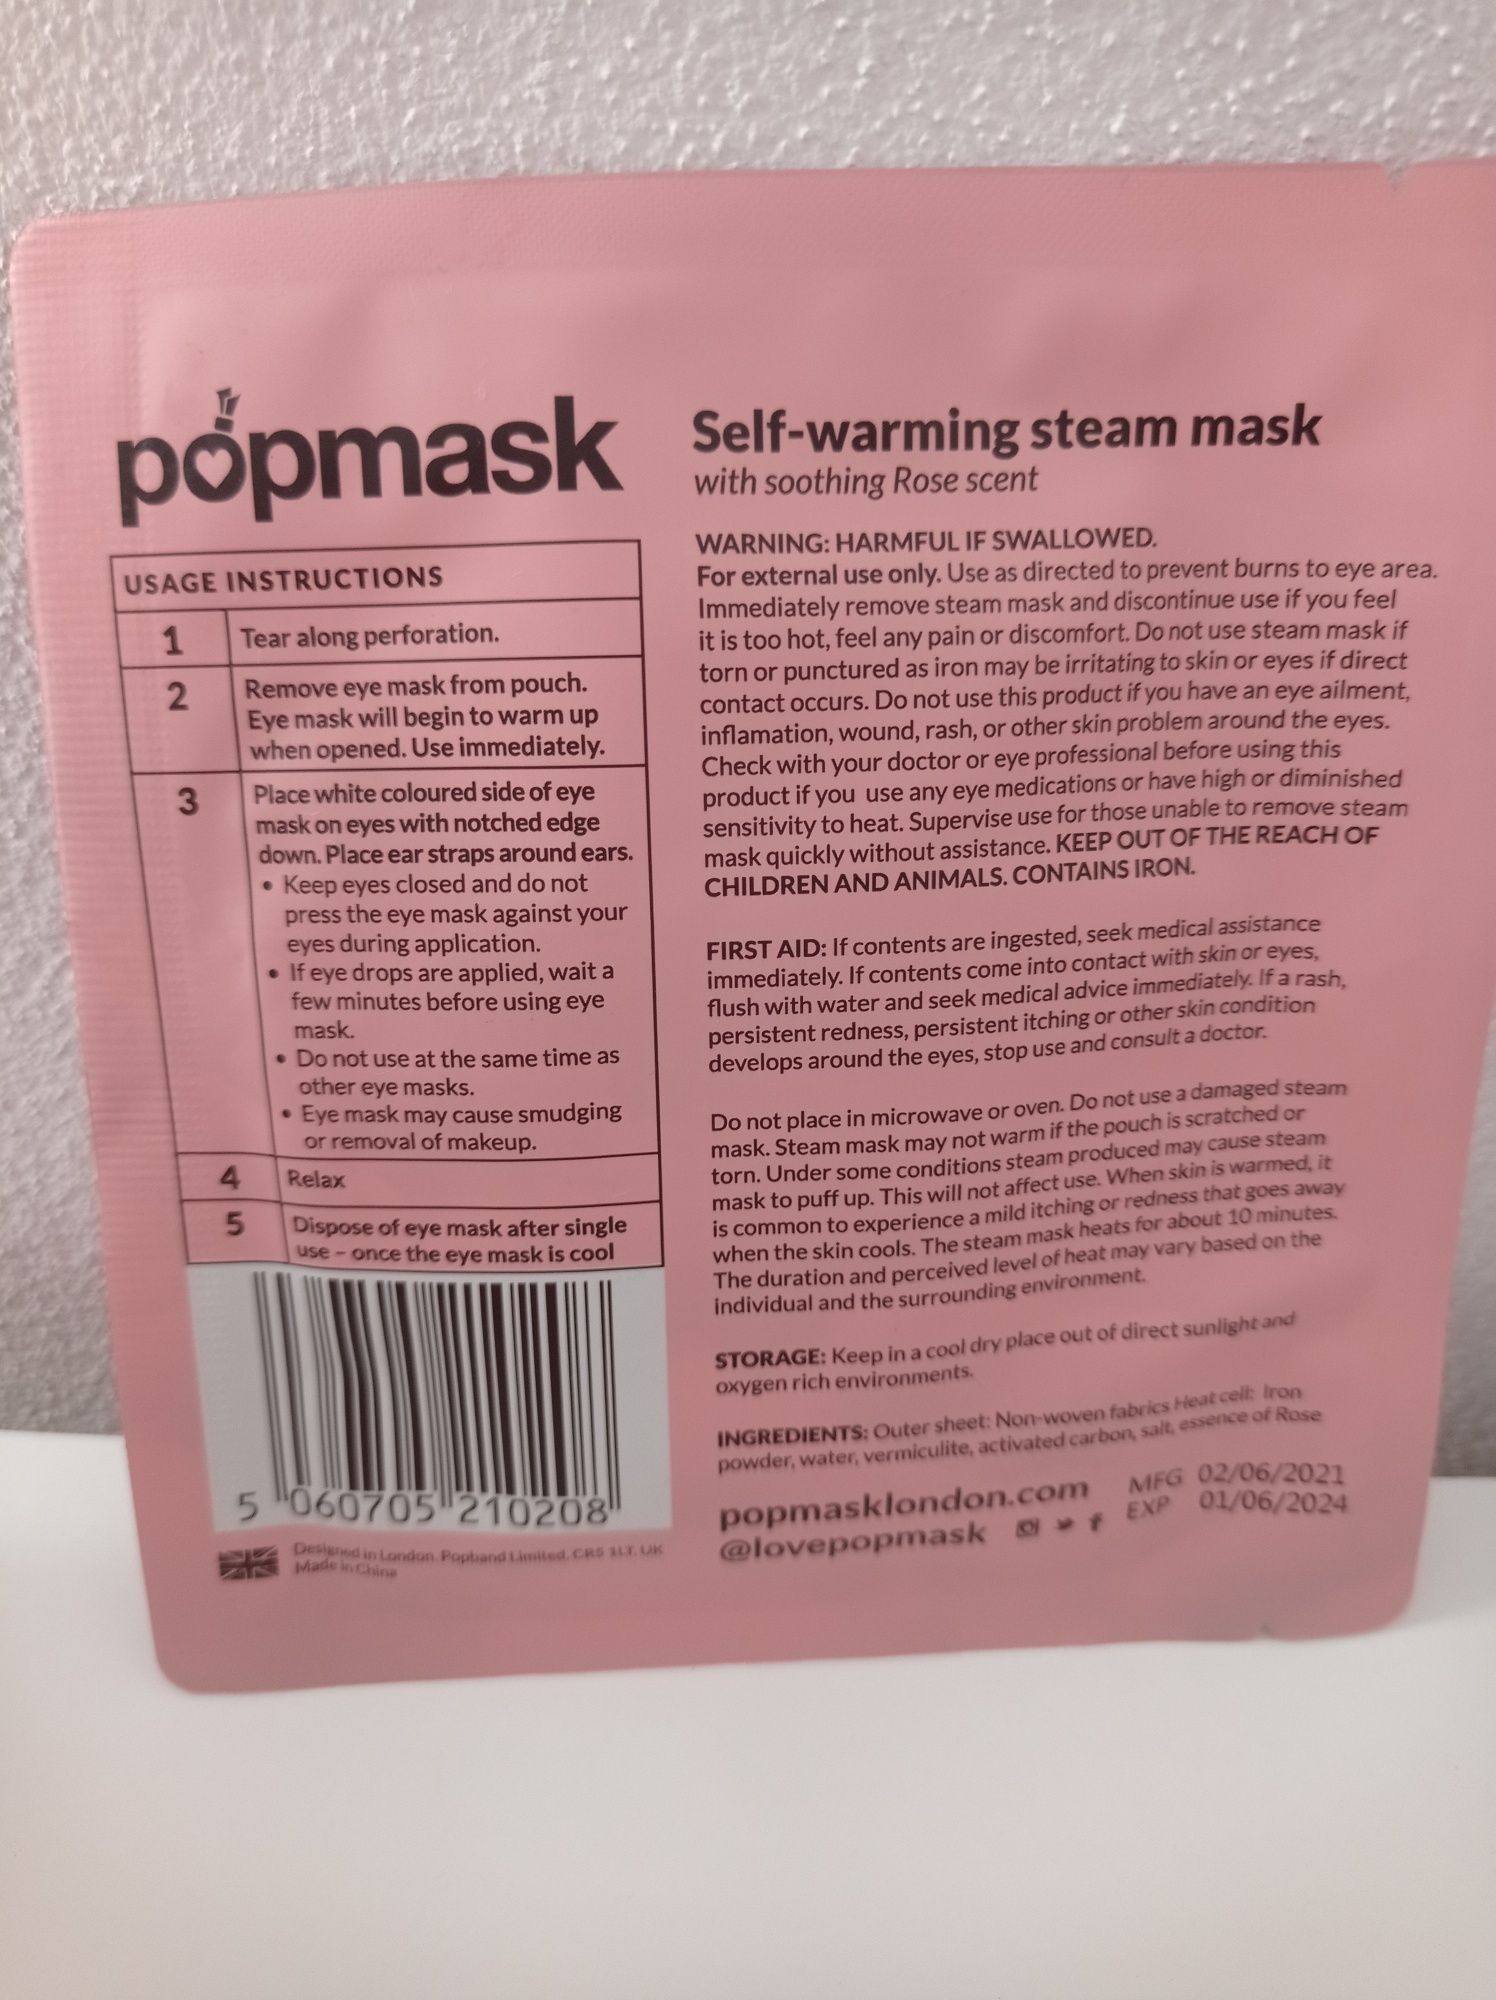 popmask
USAGE INSTRUCTIONS
1 Tear along perforation.
2 Remove eye mask from pouch.
Eye mask will begin to warm up
when opened. Use immediately.
3 Place white coloured side of eye
mask on eyes with notched edge
down. Place ear straps around ears.
• Keep eyes closed and do not
press the eye mask against your
eyes during application.
• If eye drops are applied, wait a
few minutes before using eye
mask.
• Do not use at the same time as
other eye masks.
• Eye mask may cause smudging
or removal of makeup.
4 Relax
5 Dispose of eye mask after single
use – once the eye mask is cool
5 060705 210208
Designed in London. Popband Limited. CR5 1LT. UK
Made in China
Self-warming steam mask
with soothing Rose scent
WARNING: HARMFUL IF SWALLOWED.
For external use only. Use as directed to prevent burns to eye area.
Immediately remove steam mask and discontinue use if you feel
it is too hot, feel any pain or discomfort. Do not use steam mask if
torn or punctured as iron may be irritating to skin or eyes if direct
contact occurs. Do not use this product if you have an eye ailment,
inflamation, wound, rash, or other skin problem around the eyes.
Check with your doctor or eye professional before using this
product if you use any eye medications or have high or diminished
sensitivity to heat. Supervise use for those unable to remove steam
mask quickly without assistance. KEEP OUT OF THE REACH OF
CHILDREN AND ANIMALS. CONTAINS IRON.
FIRST AID: If contents are ingested, seek medical assistance
immediately. If contents come into contact with skin or eyes,
flush with water and seek medical advice immediately. If a rash,
persistent redness, persistent itching or other skin condition
develops around the eyes, stop use and consult a doctor.
Do not place in microwave or oven. Do not use a damaged steam
mask. Steam mask may not warm if the pouch is scratched or
torn. Under some conditions steam produced may cause steam
mask to puff up. This will not affect use. When skin is warmed, it
is common to experience a mild itching or redness that goes away
when the skin cools. The steam mask heats for about 10 minutes.
The duration and perceived level of heat may vary based on the
individual and the surrounding environment.
STORAGE: Keep in a cool dry place out of direct sunlight and
oxygen rich environments.
INGREDIENTS: Outer sheet: Non-woven fabrics Heat cell: Iron
powder, water, vermiculite, activated carbon, salt, essence of Rose
popmasklondon.com
@lovepopmask
MFG 02/06/2021
EXP 01/06/2024